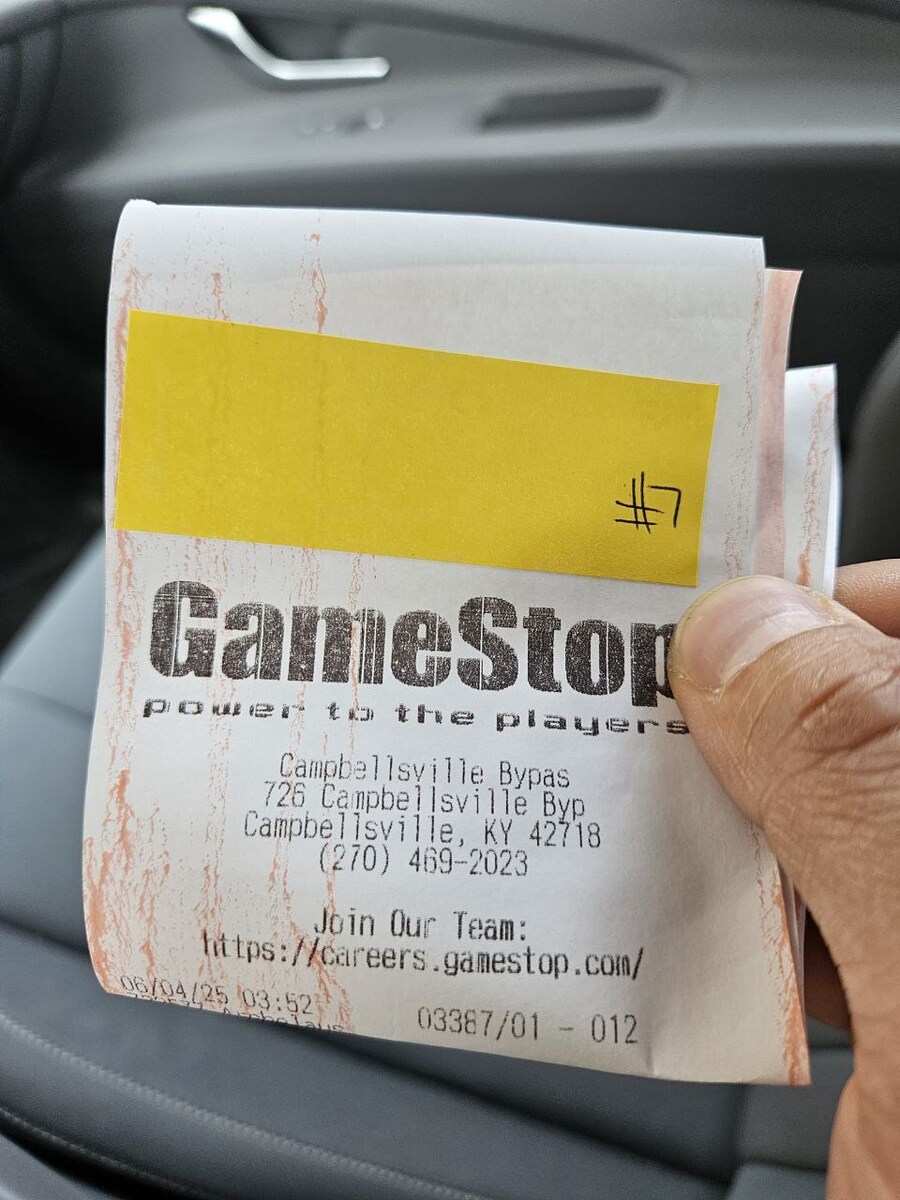 #7
GameStop
power to the players
Campbellsville Bypas
726 Campbellsville Byp
Campbellsville, KY 42718
(270) 469-2023
Join Our Team:
https://careers.gamestop.com/
06/04/25 03:52
03387/01 - 012